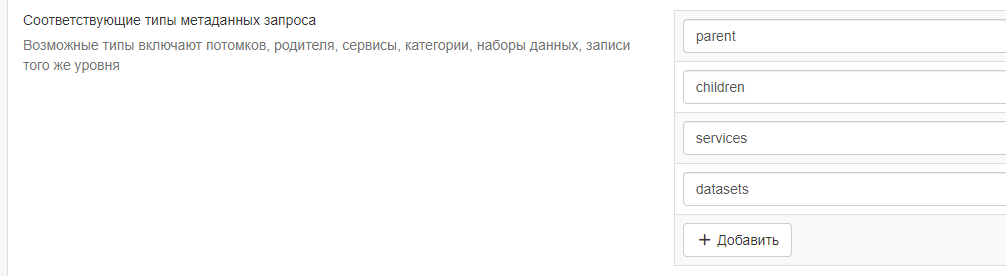 Соответствующие типы метаданных запроса
Возможные типы включают потомков, родителя, сервисы, категории, наборы данных, записи
того же уровня
parent
children
services
datasets
+ Добавить